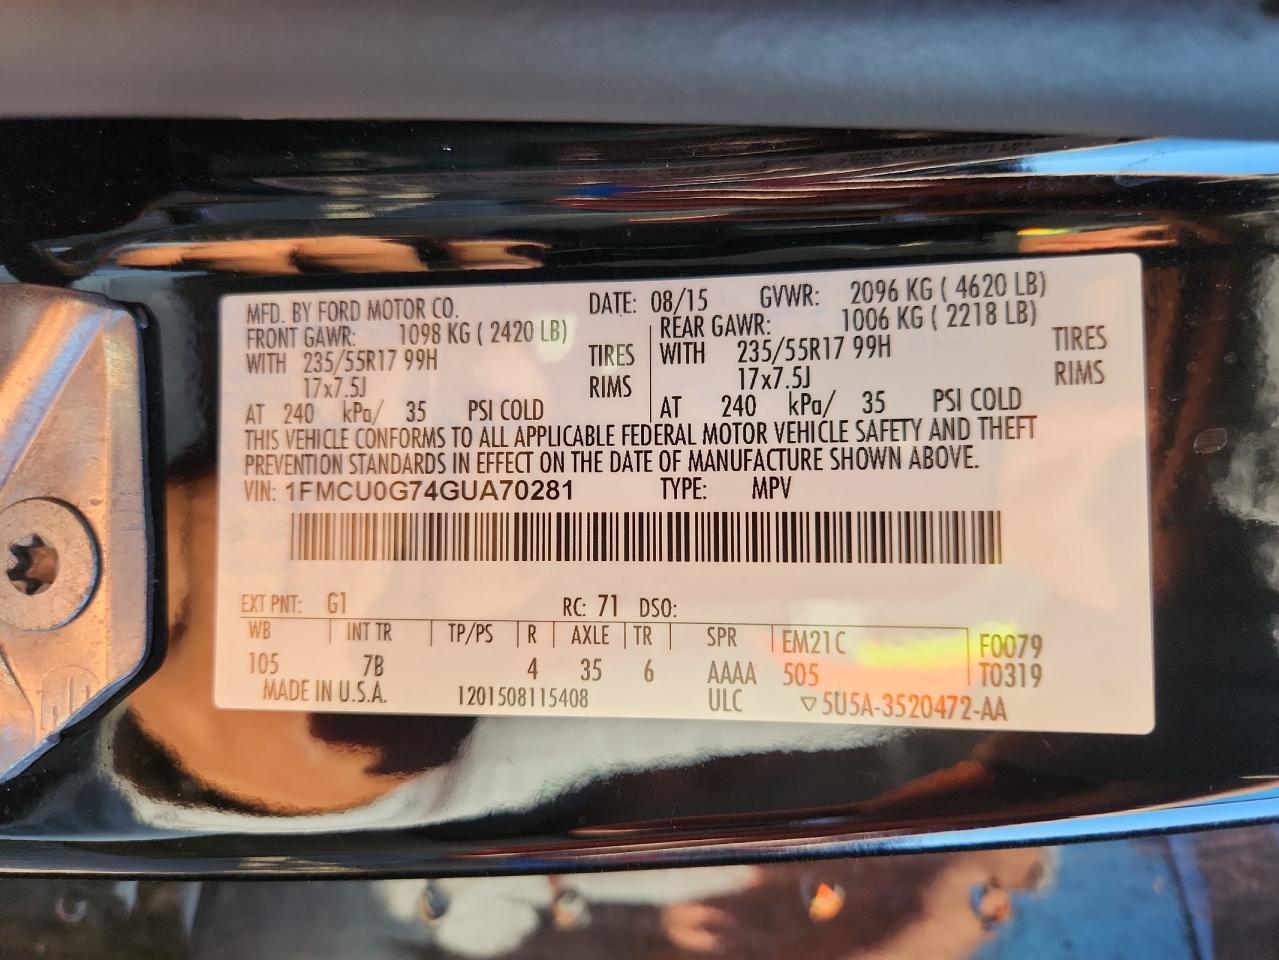 MFD. BY FORD MOTOR CO. DATE: 08/15 GVWR: 2096 KG ( 4620 LB)
FRONT GAWR: 1098 KG ( 2420 LB) REAR GAWR: 1006 KG ( 2218 LB)
WITH 235/55R17 99H TIRES WITH 235/55R17 99H TIRES
17x7.5J RIMS 17x7.5J RIMS
AT 240 kPa/ 35 PSI COLD AT 240 kPa/ 35 PSI COLD
THIS VEHICLE CONFORMS TO ALL APPLICABLE FEDERAL MOTOR VEHICLE SAFETY AND THEFT
PREVENTION STANDARDS IN EFFECT ON THE DATE OF MANUFACTURE SHOWN ABOVE.
VIN: 1FMCU0G74GUA70281 TYPE: MPV
EXT PNT: G1 RC: 71 DSO:
WB INT TR TP/PS R AXLE TR SPR EM21C F0079
105 7B 4 35 6 AAAA 505 T0319
MADE IN U.S.A. 1201508115408 ULC ▽5U5A-3520472-AA